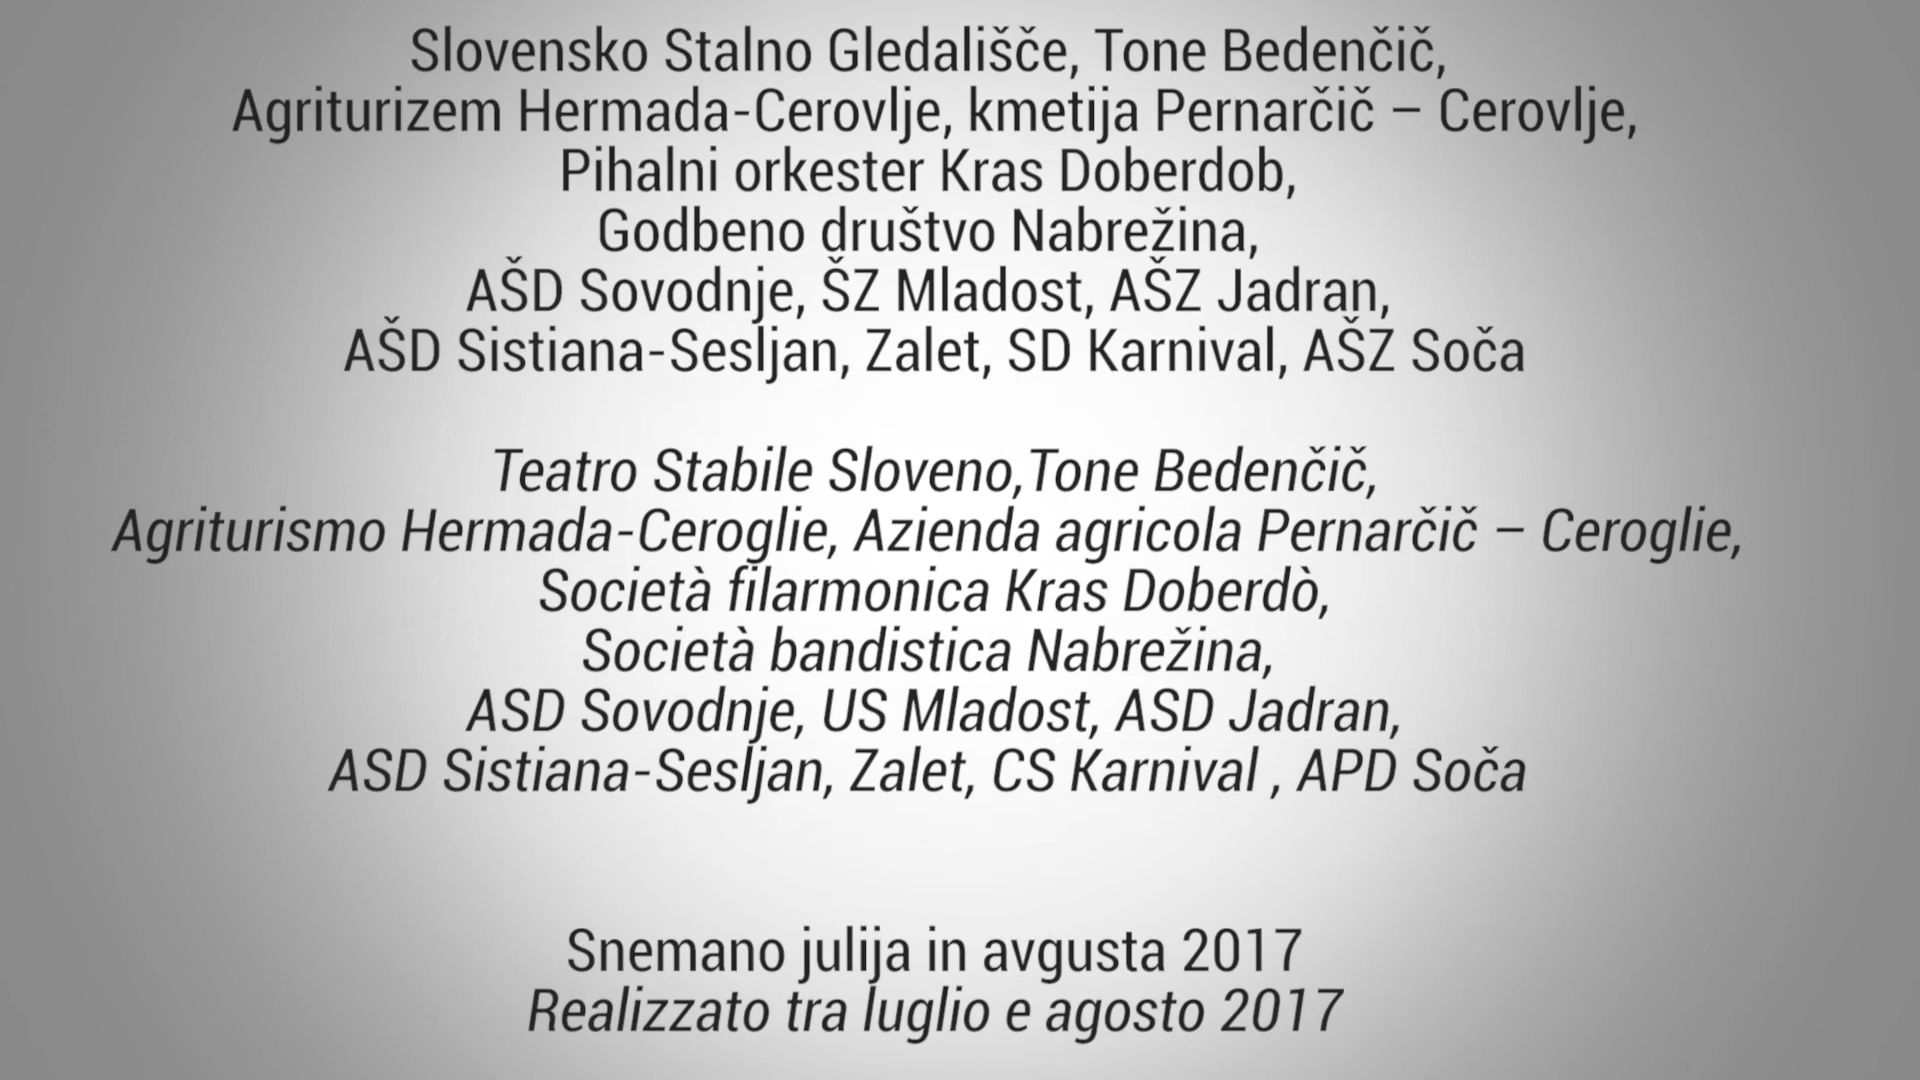 Slovensko Stalno Gledališče, Tone Bedenčič,
Agriturizem Hermada-Cerovlje, kmetija Pernarčič – Cerovlje,
Pihalni orkester Kras Doberdob,
Godbeno društvo Nabrežina,
AŠD Sovodnje, ŠZ Mladost, AŠZ Jadran,
AŠD Sistiana-Sesljan, Zalet, SD Karnival, AŠZ Soča
Teatro Stabile Sloveno,Tone Bedenčič,
Agriturismo Hermada-Ceroglie, Azienda agricola Pernarčič – Ceroglie,
Società filarmonica Kras Doberdò,
Società bandistica Nabrežina,
ASD Sovodnje, US Mladost, ASD Jadran,
ASD Sistiana-Sesljan, Zalet, CS Karnival , APD Soča
Snemano julija in avgusta 2017
Realizzato tra luglio e agosto 2017